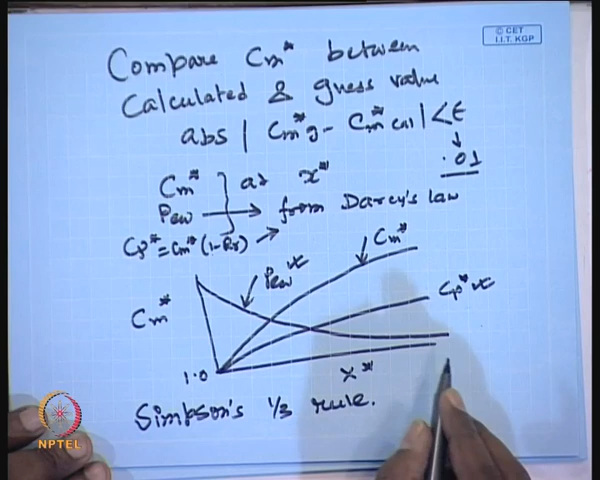 © CET
I.I.T. KGP
Compare Cm* between
Calculated & guess value
abs | Cm*g - Cm*cal | < ε
.01
Cm* } at x*
Pew → from Darcy's law
Cp* = Cm*(1-Rr) →
Cm*
Pew*
Cp*
Cm*
1.0
x*
Simpson's 1/3 rule.
NPTEL